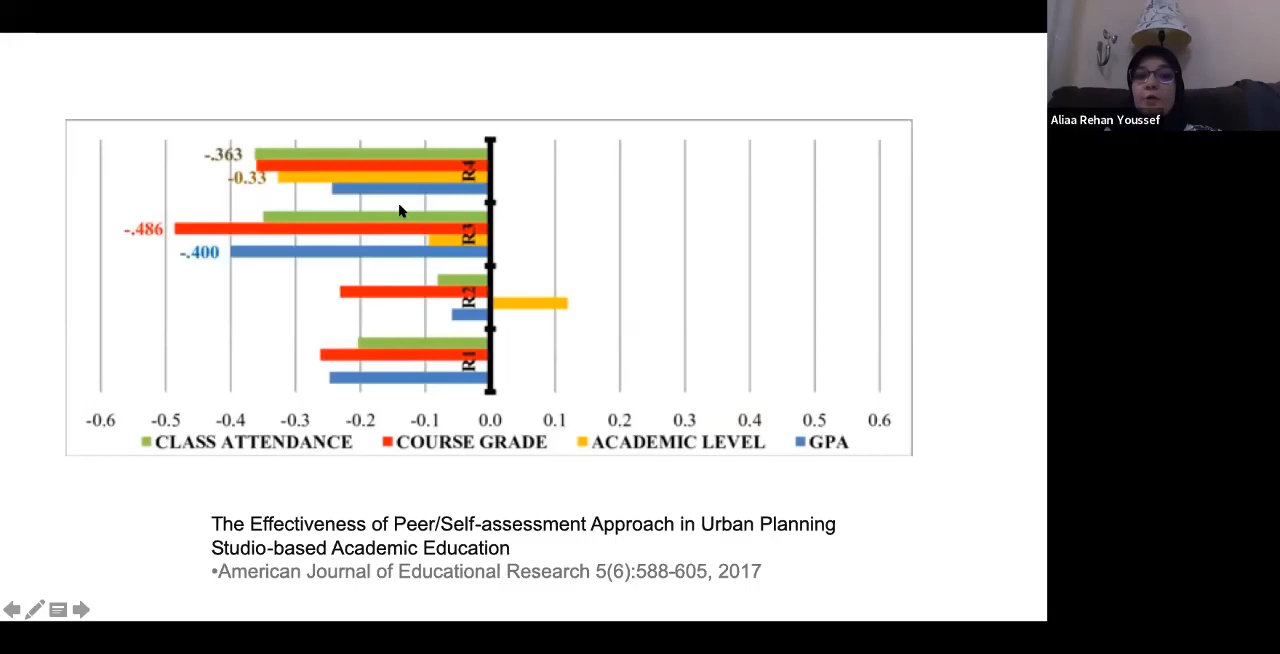 Aliaa Rehan Youssef
-.363
R4
-0.33
-.486
R3
-.400
R2
R1
-0.6 -0.5 -0.4 -0.3 -0.2 -0.1 0.0 0.1 0.2 0.3 0.4 0.5 0.6
CLASS ATTENDANCE COURSE GRADE ACADEMIC LEVEL GPA
The Effectiveness of Peer/Self-assessment Approach in Urban Planning
Studio-based Academic Education
•American Journal of Educational Research 5(6):588-605, 2017